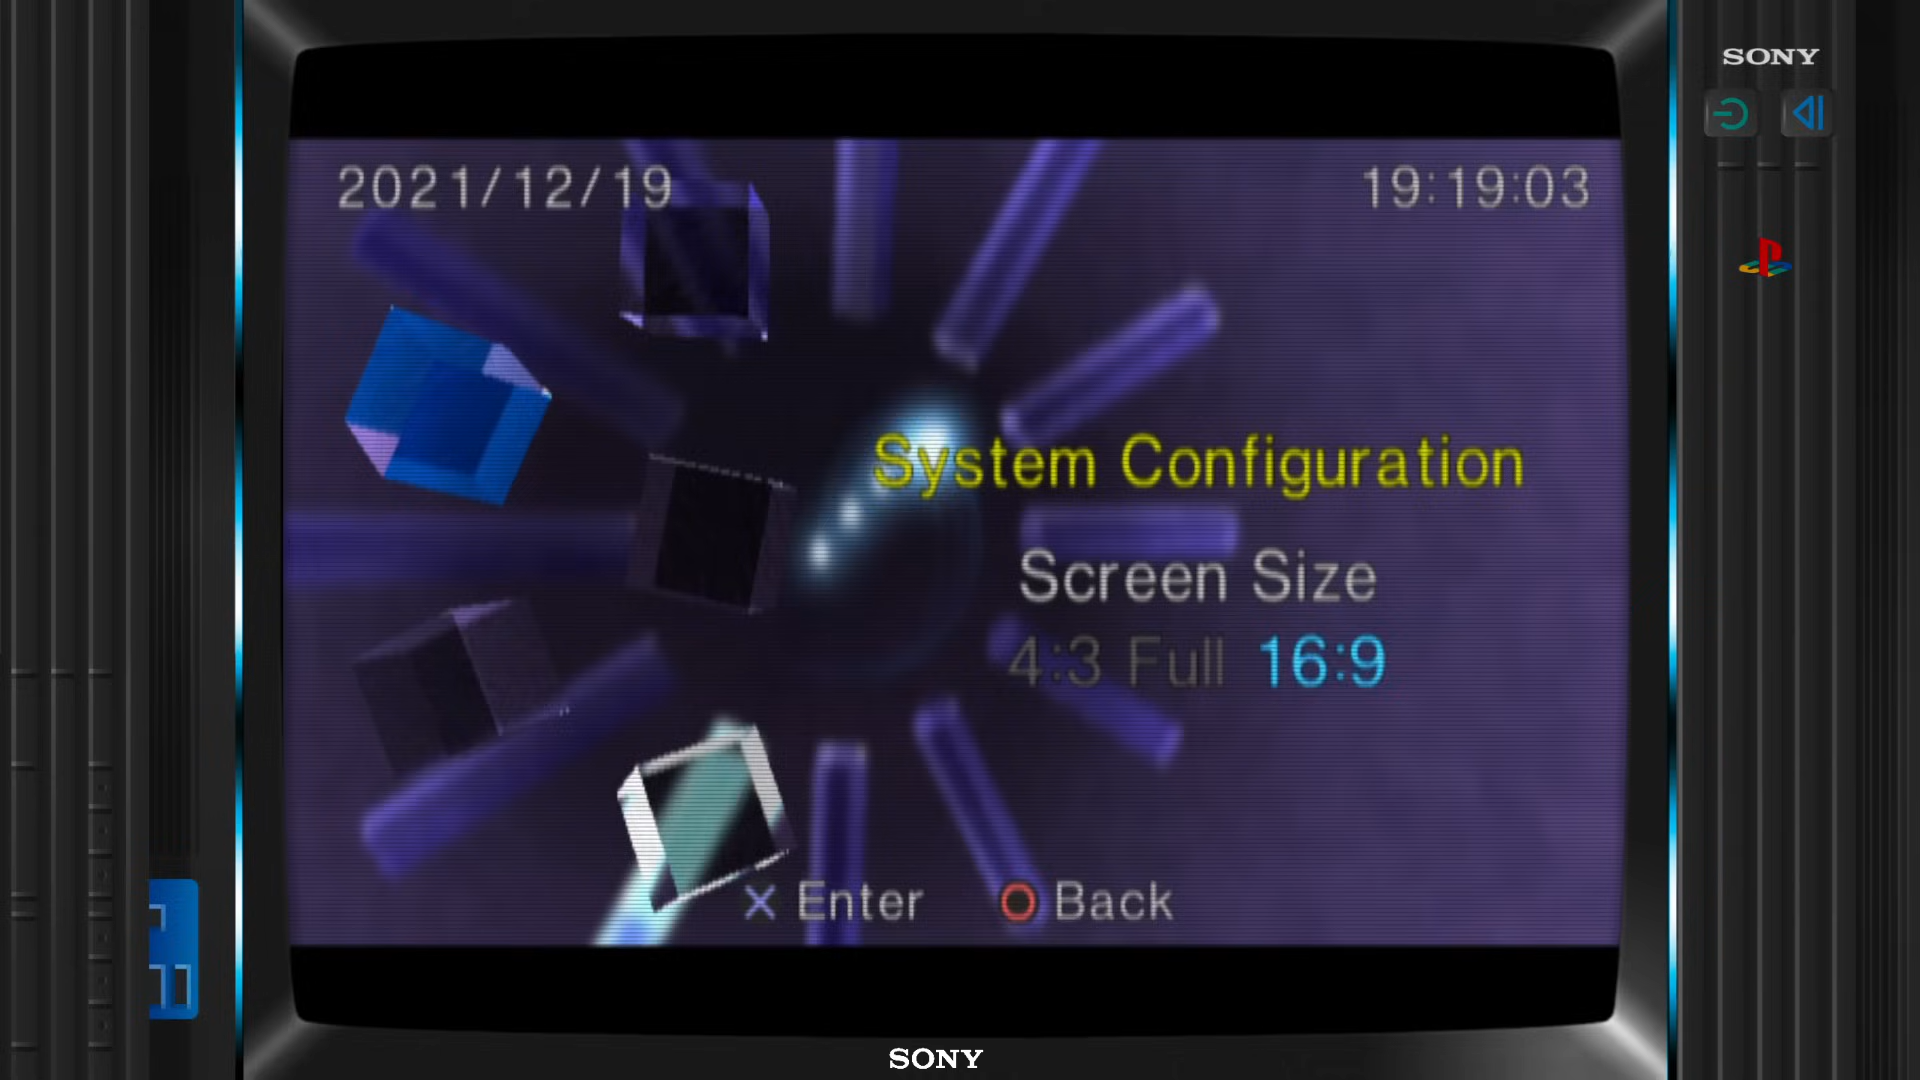 SONY
2021/12/19 19:19:03
System Configuration
Screen Size
4:3 Full 16:9
Enter Back
SONY